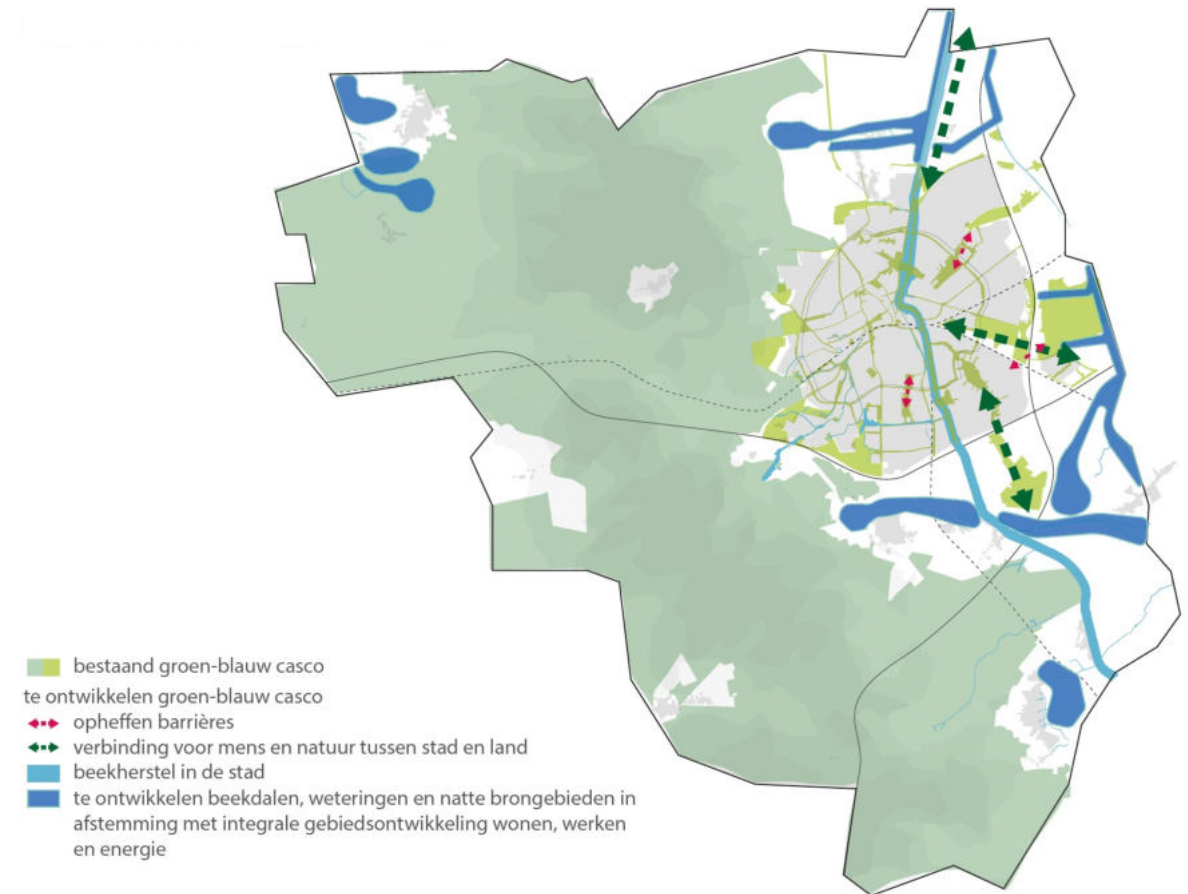 bestaand groen-blauw casco
te ontwikkelen groen-blauw casco
opheffen barrières
verbinding voor mens en natuur tussen stad en land
beekherstel in de stad
te ontwikkelen beekdalen, weteringen en natte brongebieden in
afstemming met integrale gebiedsontwikkeling wonen, werken
en energie